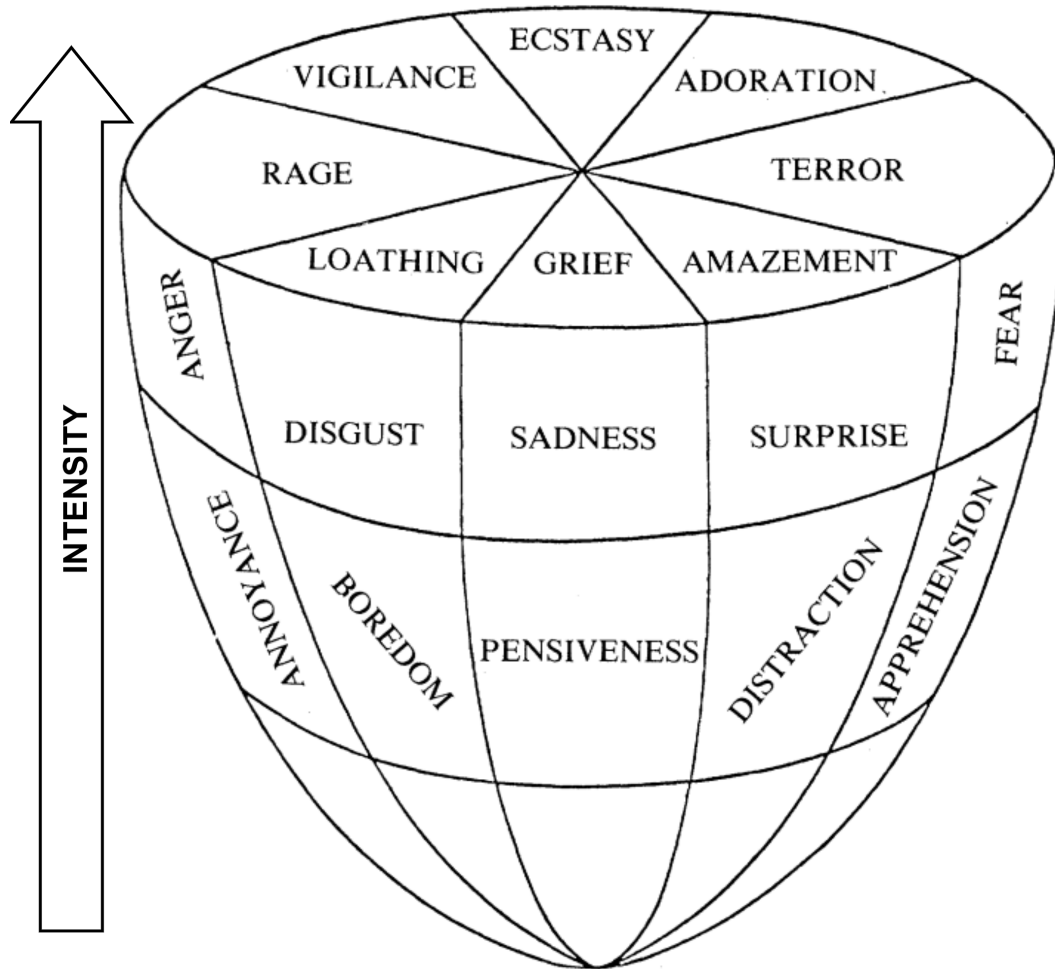 ECSTASY
VIGILANCE
ADORATION
RAGE
TERROR
LOATHING
GRIEF
AMAZEMENT
ANGER
FEAR
DISGUST
SADNESS
SURPRISE
ANNOYANCE
BOREDOM
PENSIVENESS
DISTRACTION
APPREHENSION
INTENSITY